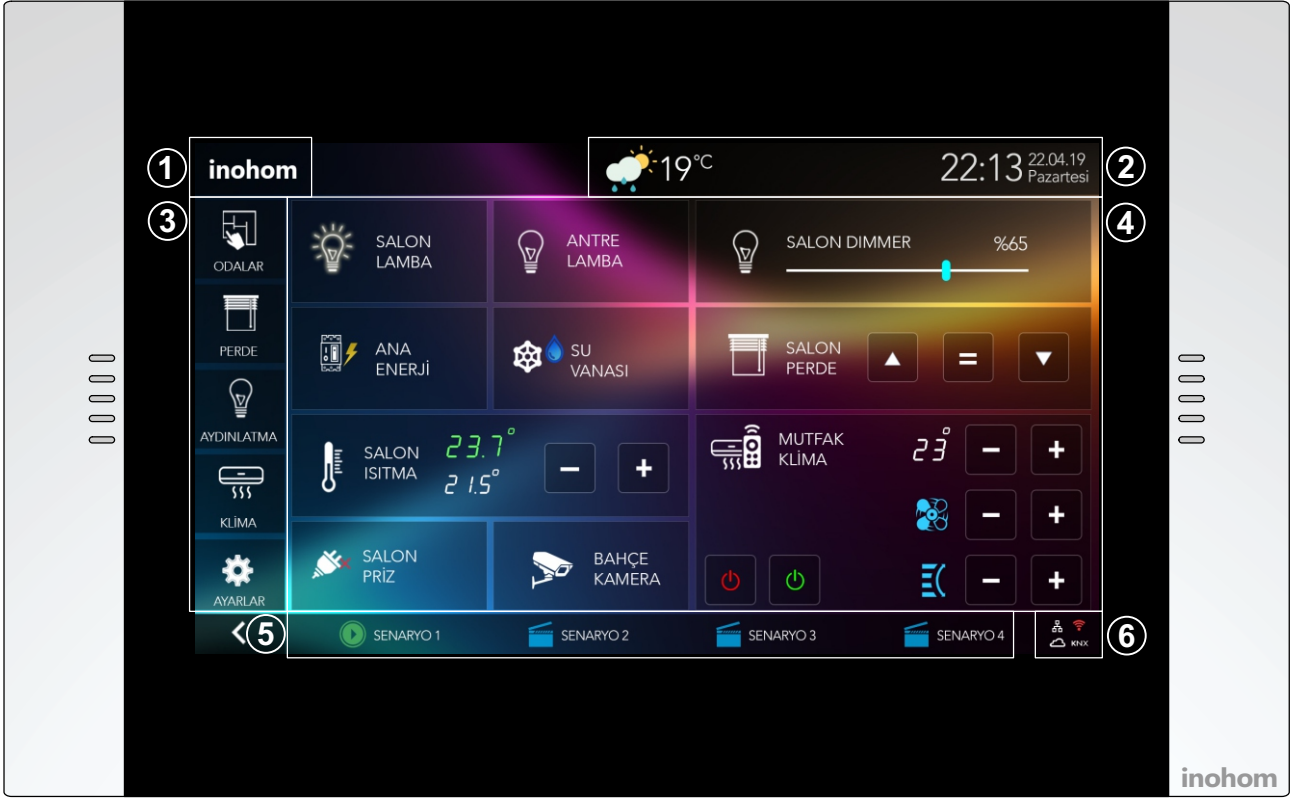 1
inohom
19°C
22:13
22.04.19
Pazartesi
2
3
ODALAR
PERDE
AYDINLATMA
KLİMA
AYARLAR
4
SALON
LAMBA
ANTRE
LAMBA
SALON DIMMER
%65
ANA
ENERJİ
SU
VANASI
SALON
PERDE
SALON
ISITMA
23.7°
21.5°
MUTFAK
KLİMA
23°
SALON
PRİZ
BAHÇE
KAMERA
5
SENARYO 1
SENARYO 2
SENARYO 3
SENARYO 4
KNX
6
inohom